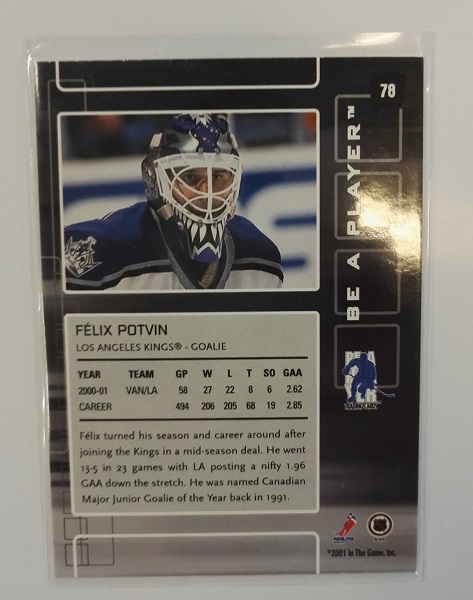 78
BE A PLAYER™
FÉLIX POTVIN
LOS ANGELES KINGS® - GOALIE
YEAR TEAM GP W L T SO GAA
2000-01 VAN/LA 58 27 22 8 6 2.62
CAREER 494 206 205 68 19 2.85
Félix turned his season and career around after
joining the Kings in a mid-season deal. He went
13-5 in 23 games with LA posting a nifty 1.96
GAA down the stretch. He was named Canadian
Major Junior Goalie of the Year back in 1991.
©2001 In The Game, Inc.